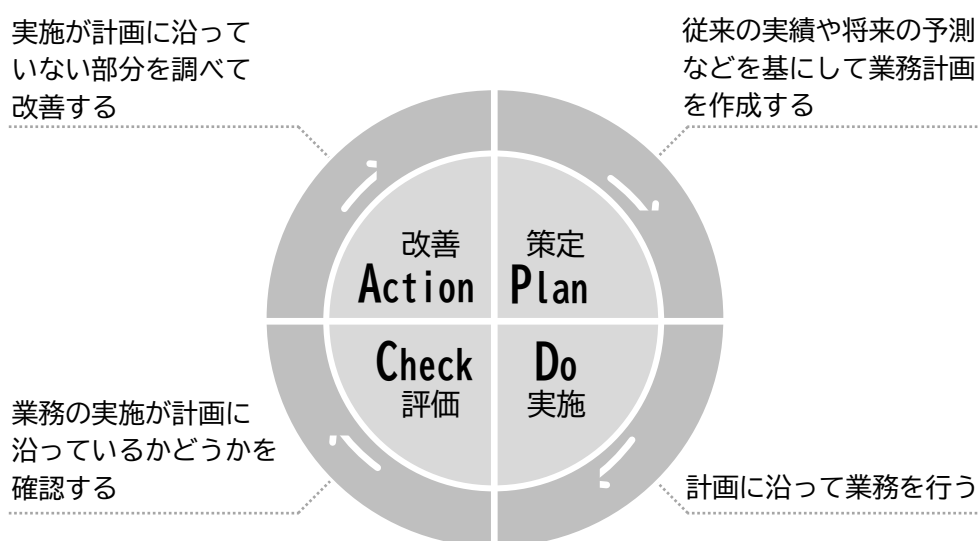 実施が計画に沿って
いない部分を調べて
改善する
従来の実績や将来の予測
などを基にして業務計画
を作成する
改善
Action
策定
Plan
Check
評価
Do
実施
業務の実施が計画に
沿っているかどうかを
確認する
計画に沿って業務を行う